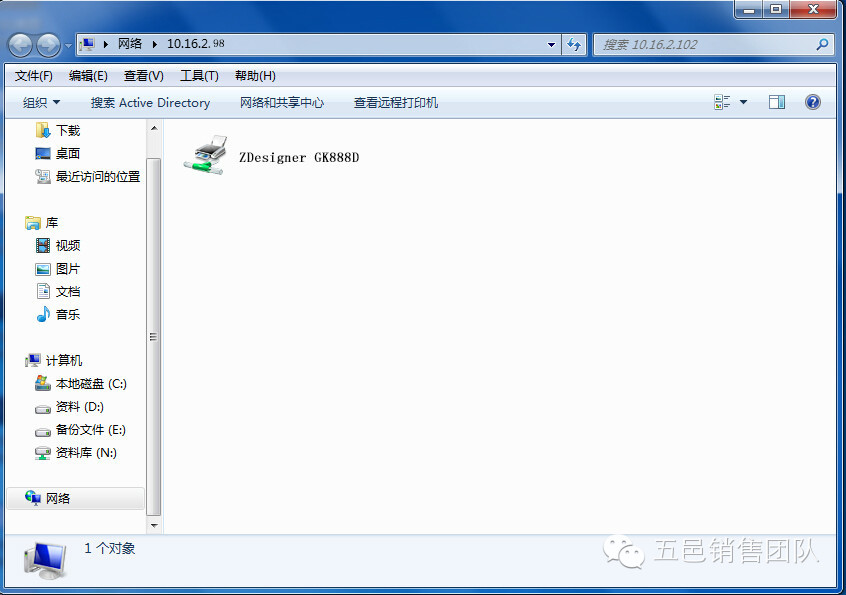 网络 10.16.2.98
搜索 10.16.2.102
文件(F) 编辑(E) 查看(V) 工具(T) 帮助(H)
组织 搜索 Active Directory 网络和共享中心 查看远程打印机
下载
桌面
最近访问的位置
库
视频
图片
文档
音乐
计算机
本地磁盘 (C:)
资料 (D:)
备份文件 (E:)
资料库 (N:)
网络
ZDesigner GK888D
1 个对象
五邑销售团队